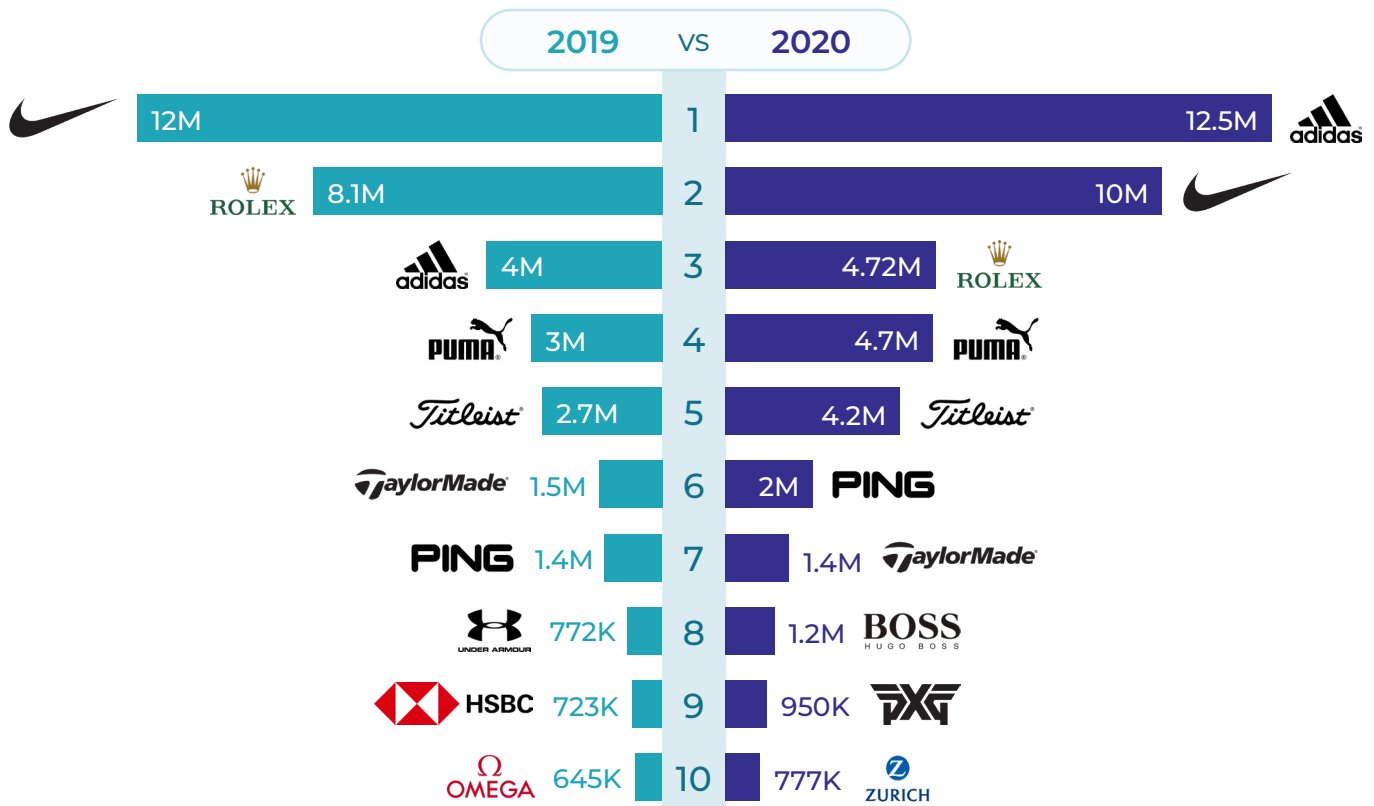 2019 VS 2020
12M 1 12.5M adidas
ROLEX 8.1M 2 10M
adidas 4M 3 4.72M ROLEX
PUMA 3M 4 4.7M PUMA
Titleist 2.7M 5 4.2M Titleist
TaylorMade 1.5M 6 2M PING
PING 1.4M 7 1.4M TaylorMade
UNDER ARMOUR 772K 8 1.2M BOSS
HUGO BOSS
HSBC 723K 9 950K PXG
Ω
OMEGA 645K 10 777K Z
ZURICH